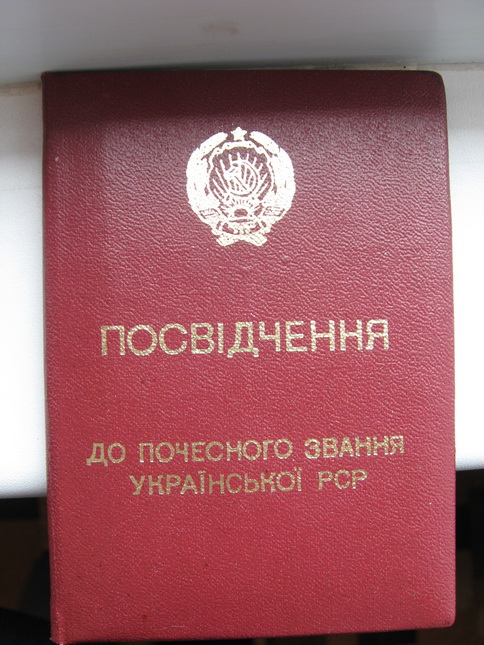 ПОСВІДЧЕННЯ
ДО ПОЧЕСНОГО ЗВАННЯ
УКРАЇНСЬКОЇ РСР